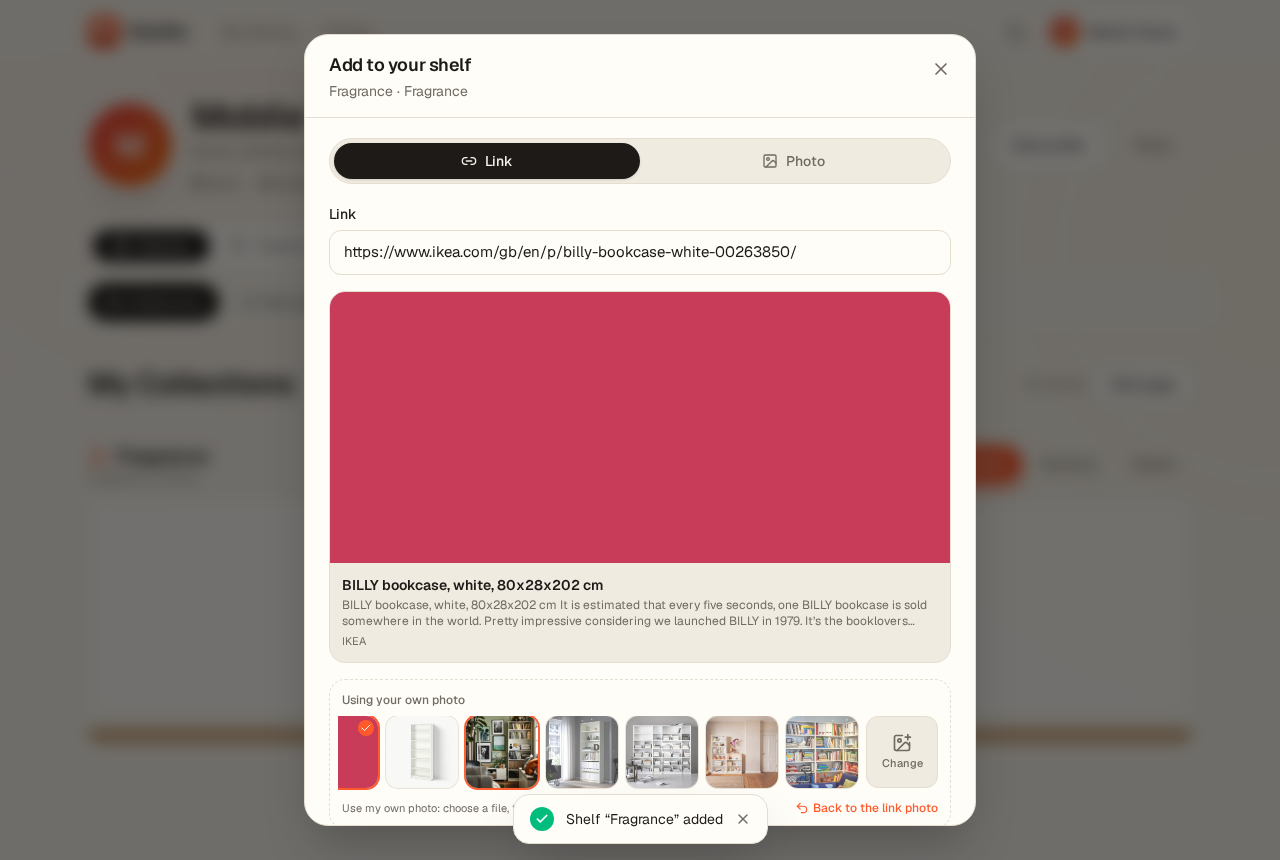 Add to your shelf
Fragrance · Fragrance
Link
Photo
Link
https://www.ikea.com/gb/en/p/billy-bookcase-white-00263850/
BILLY bookcase, white, 80x28x202 cm
BILLY bookcase, white, 80x28x202 cm It is estimated that every five seconds, one BILLY bookcase is sold
somewhere in the world. Pretty impressive considering we launched BILLY in 1979. It's the booklovers…
IKEA
Using your own photo
Change
Use my own photo: choose a file,
Back to the link photo
Shelf “Fragrance” added
My Collections
Fragrance